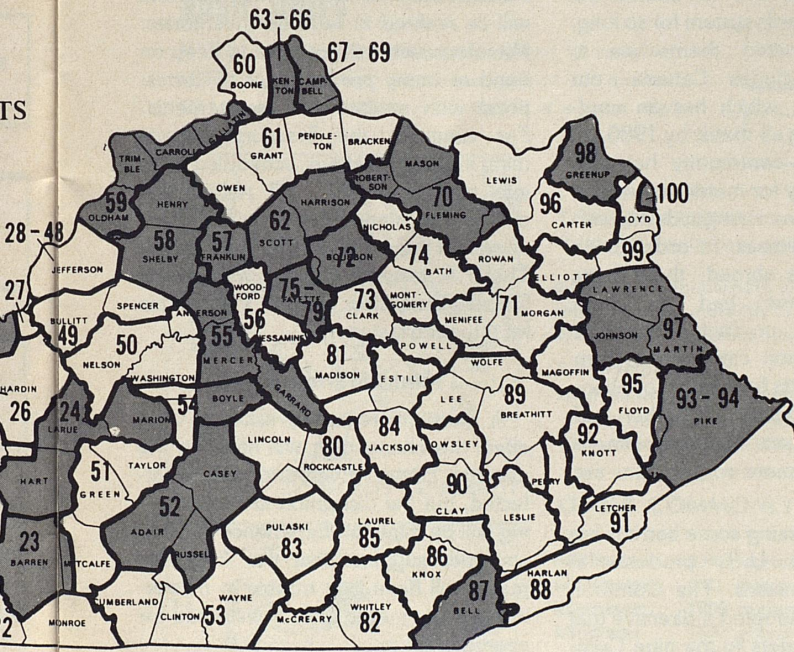 TS
63-66
67-69
60
BOONE
KEN-
TON
CAMP-
BELL
GALLATIN
CARROLL
TRIM-
BLE
61
GRANT
PENDLE-
TON
BRACKEN
OWEN
MASON
ROBERT-
SON
70
FLEMING
LEWIS
98
GREENUP
100
BOYD
96
CARTER
99
59
OLDHAM
HENRY
58
SHELBY
57
FRANKLIN
62
SCOTT
HARRISON
NICHOLAS
72
BOURBON
74
BATH
ROWAN
ELLIOTT
LAWRENCE
28-48
JEFFERSON
27
BULLITT
49
SPENCER
ANDERSON
WOOD-
FORD
56
75-
79
FAYETTE
73
CLARK
MONT-
GOMERY
MENIFEE
71
MORGAN
JOHNSON
97
MARTIN
50
NELSON
WASHINGTON
55
MERCER
JESSAMINE
81
MADISON
POWELL
ESTILL
WOLFE
MAGOFFIN
HARDIN
26
24
LARUE
MARION
54
BOYLE
GARRARD
LEE
89
BREATHITT
95
FLOYD
93-94
PIKE
HART
51
GREEN
TAYLOR
CASEY
LINCOLN
80
ROCKCASTLE
84
JACKSON
OWSLEY
92
KNOTT
PERRY
52
ADAIR
RUSSELL
PULASKI
83
LAUREL
85
90
CLAY
LESLIE
LETCHER
91
23
BARREN
METCALFE
MONROE
CUMBERLAND
CLINTON
53
WAYNE
McCREARY
WHITLEY
82
86
KNOX
87
BELL
HARLAN
88
22